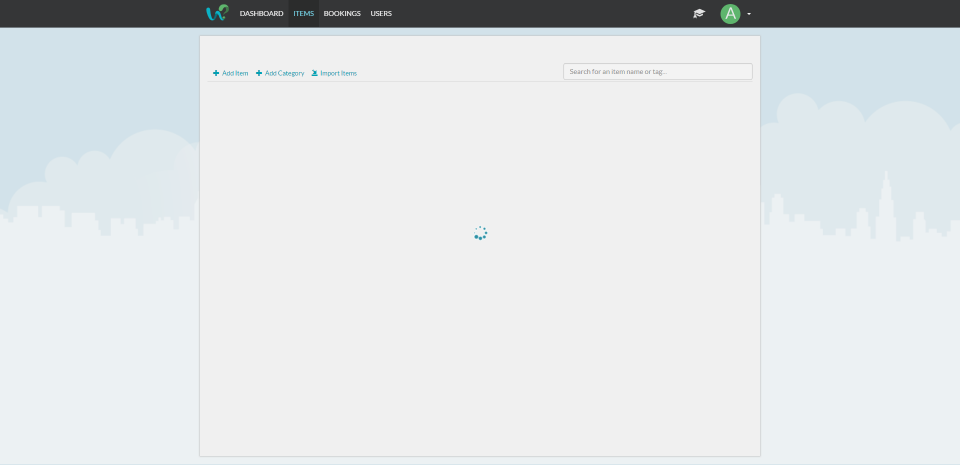 DASHBOARD ITEMS BOOKINGS USERS A
Add Item Add Category Import Items Search for an item name or tag...